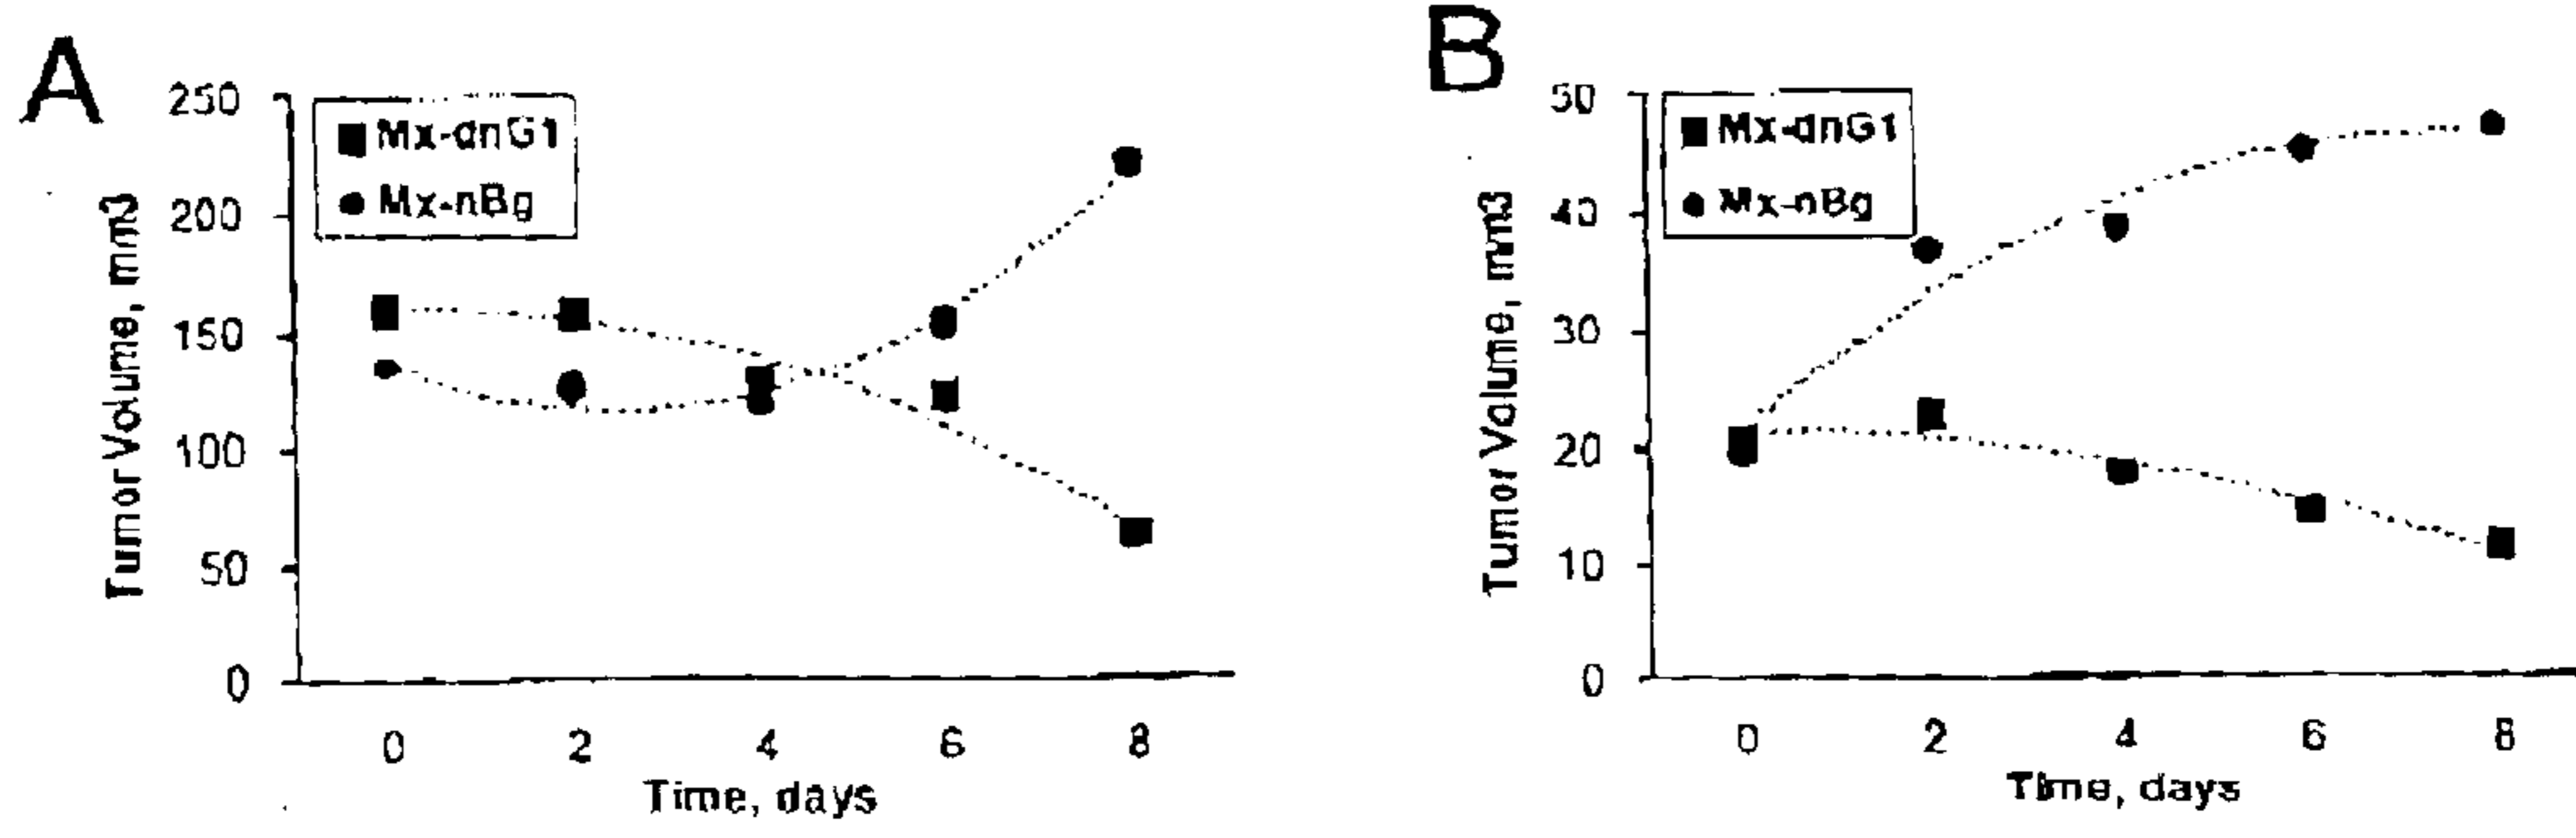 A
250
200
150
100
50
0
Tumor Volume, mm3
Mx-dnG1
Mx-nBg
0 2 4 6 8
Time, days
B
50
40
30
20
10
0
Tumor Volume, mm3
Mx-dnG1
Mx-nBg
0 2 4 6 8
Time, days